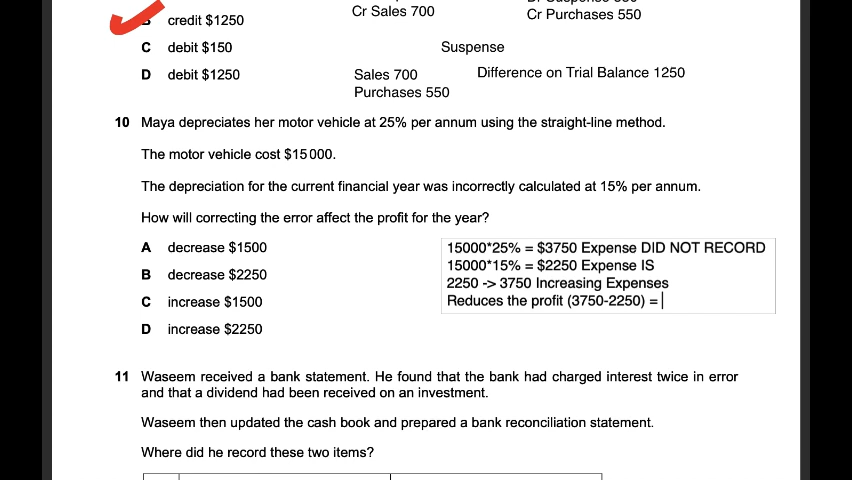 Cr Sales 700
Cr Purchases 550
credit $1250
C debit $150
Suspense
D debit $1250
Sales 700
Difference on Trial Balance 1250
Purchases 550
10 Maya depreciates her motor vehicle at 25% per annum using the straight-line method.
The motor vehicle cost $15000.
The depreciation for the current financial year was incorrectly calculated at 15% per annum.
How will correcting the error affect the profit for the year?
A decrease $1500
B decrease $2250
C increase $1500
D increase $2250
15000*25% = $3750 Expense DID NOT RECORD
15000*15% = $2250 Expense IS
2250 -> 3750 Increasing Expenses
Reduces the profit (3750-2250) =
11 Waseem received a bank statement. He found that the bank had charged interest twice in error
and that a dividend had been received on an investment.
Waseem then updated the cash book and prepared a bank reconciliation statement.
Where did he record these two items?